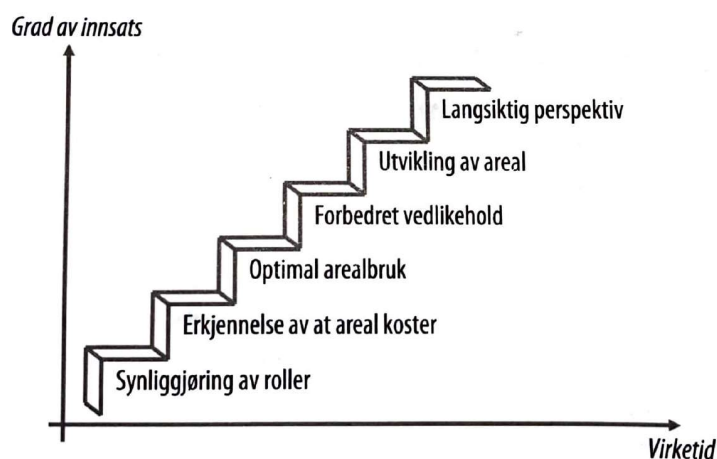 Grad av innsats
Langsiktig perspektiv
Utvikling av areal
Forbedret vedlikehold
Optimal arealbruk
Erkjennelse av at areal koster
Synliggjøring av roller
Virketid